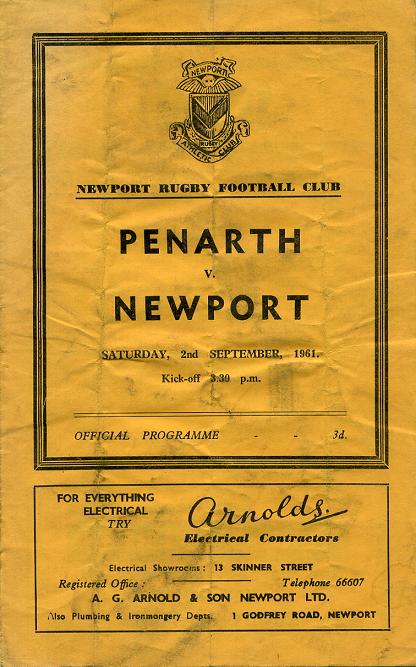 NEWPORT
RUGBY
ATHLETIC CLUB
NEWPORT RUGBY FOOTBALL CLUB
PENARTH
V.
NEWPORT
SATURDAY, 2nd SEPTEMBER, 1961.
Kick-off 3.30 p.m.
OFFICIAL PROGRAMME - - 3d.
FOR EVERYTHING
ELECTRICAL
TRY
Arnolds.
Electrical Contractors
Electrical Showrooms : 13 SKINNER STREET
Registered Office : Telephone 66607
A. G. ARNOLD & SON NEWPORT LTD.
Also Plumbing & Ironmongery Depts. 1 GODFREY ROAD, NEWPORT